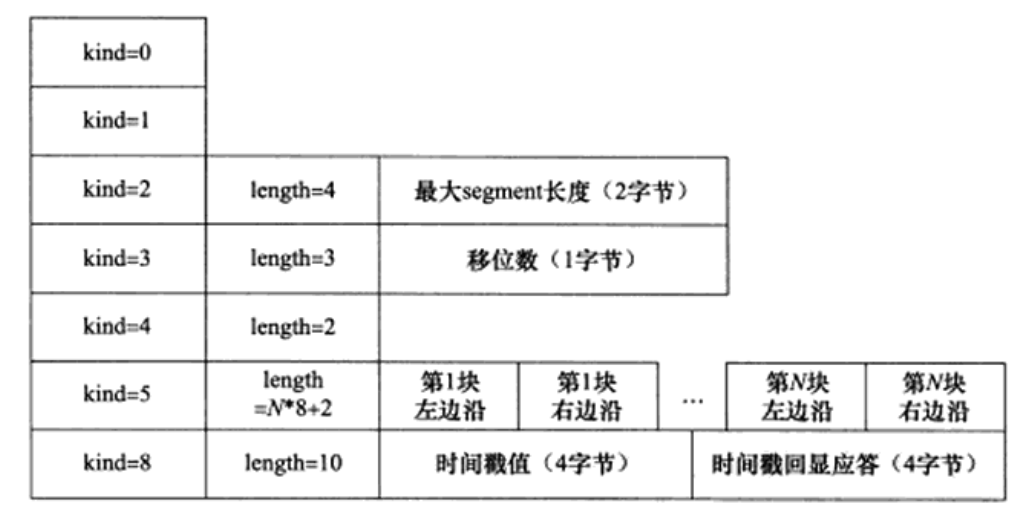 kind=0
kind=1
kind=2 length=4 最大segment长度（2字节）
kind=3 length=3 移位数（1字节）
kind=4 length=2
kind=5 length =N*8+2 第1块 左边沿 第1块 右边沿 … 第N块 左边沿 第N块 右边沿
kind=8 length=10 时间戳值（4字节） 时间戳回显应答（4字节）